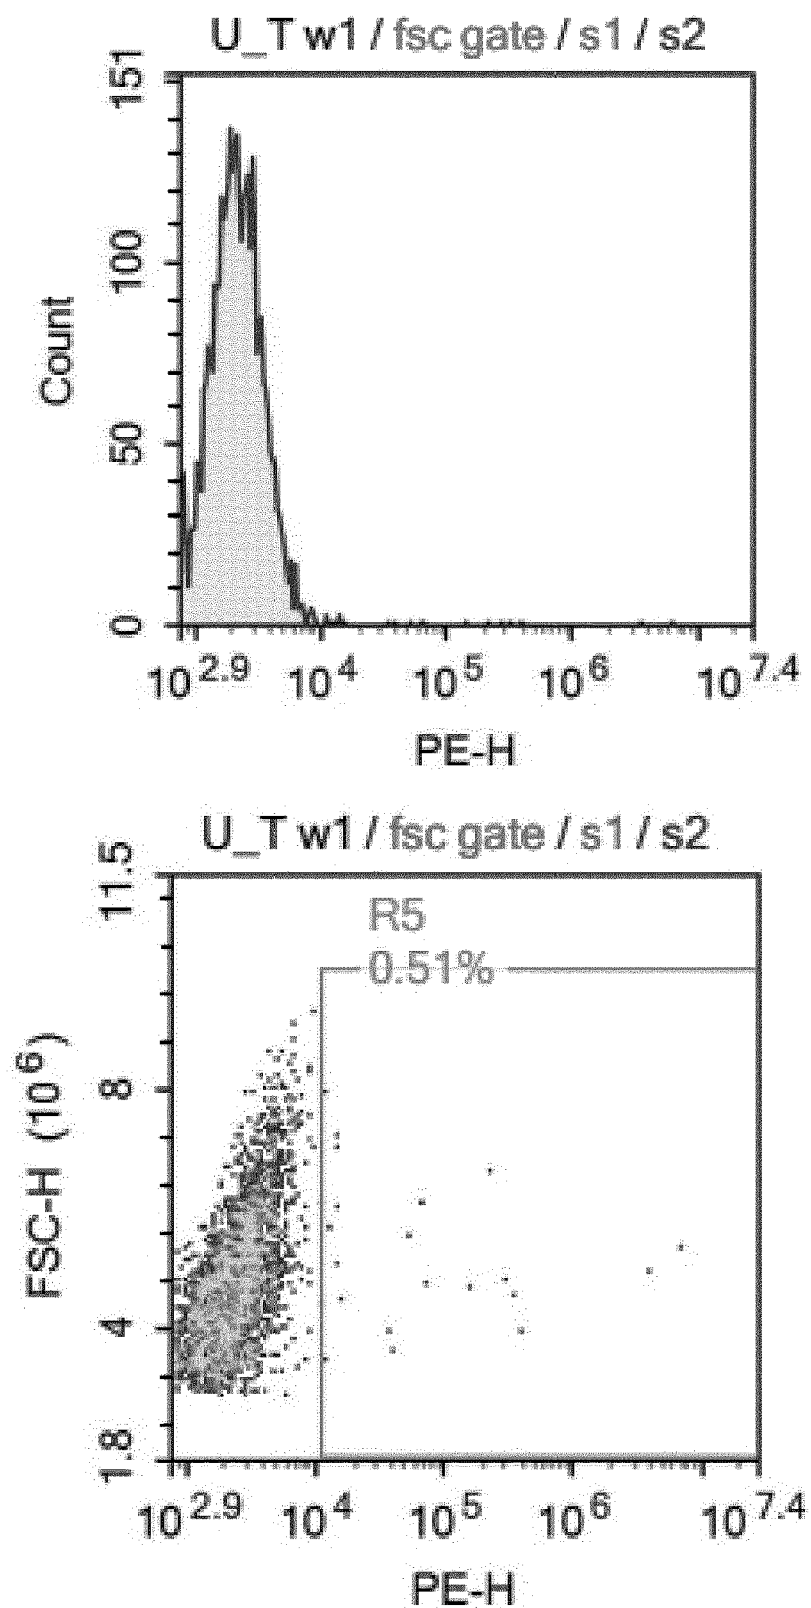 U_T w1 / fsc gate / s1 / s2
151
100
50
0
Count
10^2.9 10^4 10^5 10^6 10^7.4
PE-H
U_T w1 / fsc gate / s1 / s2
R5
0.51%
11.5
8
4
1.8
FSC-H (10^6)
10^2.9 10^4 10^5 10^6 10^7.4
PE-H